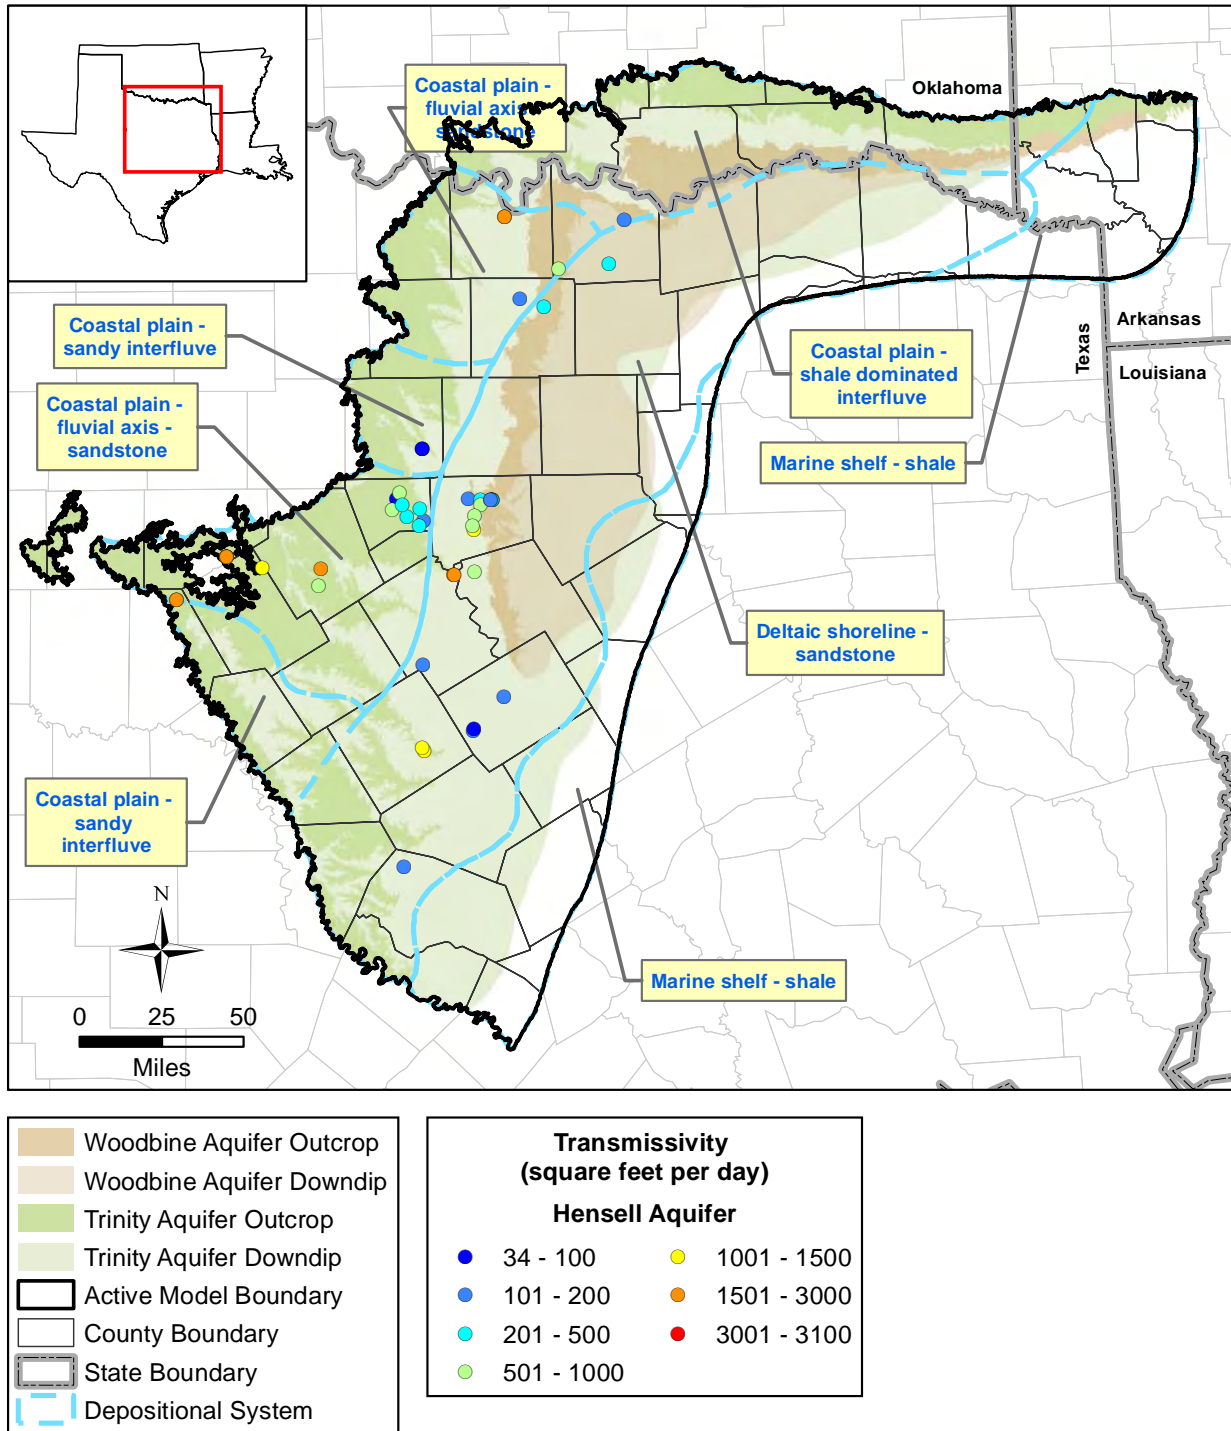 Coastal plain -
fluvial axis -
sandstone
Oklahoma
Coastal plain -
sandy interfluve
Coastal plain -
fluvial axis -
sandstone
Texas
Arkansas
Louisiana
Coastal plain -
shale dominated
interfluve
Marine shelf - shale
Deltaic shoreline -
sandstone
Coastal plain -
sandy
interfluve
Marine shelf - shale
N
0 25 50
Miles
Woodbine Aquifer Outcrop
Woodbine Aquifer Downdip
Trinity Aquifer Outcrop
Trinity Aquifer Downdip
Active Model Boundary
County Boundary
State Boundary
Depositional System
Transmissivity
(square feet per day)
Hensell Aquifer
34 - 100
101 - 200
201 - 500
501 - 1000
1001 - 1500
1501 - 3000
3001 - 3100